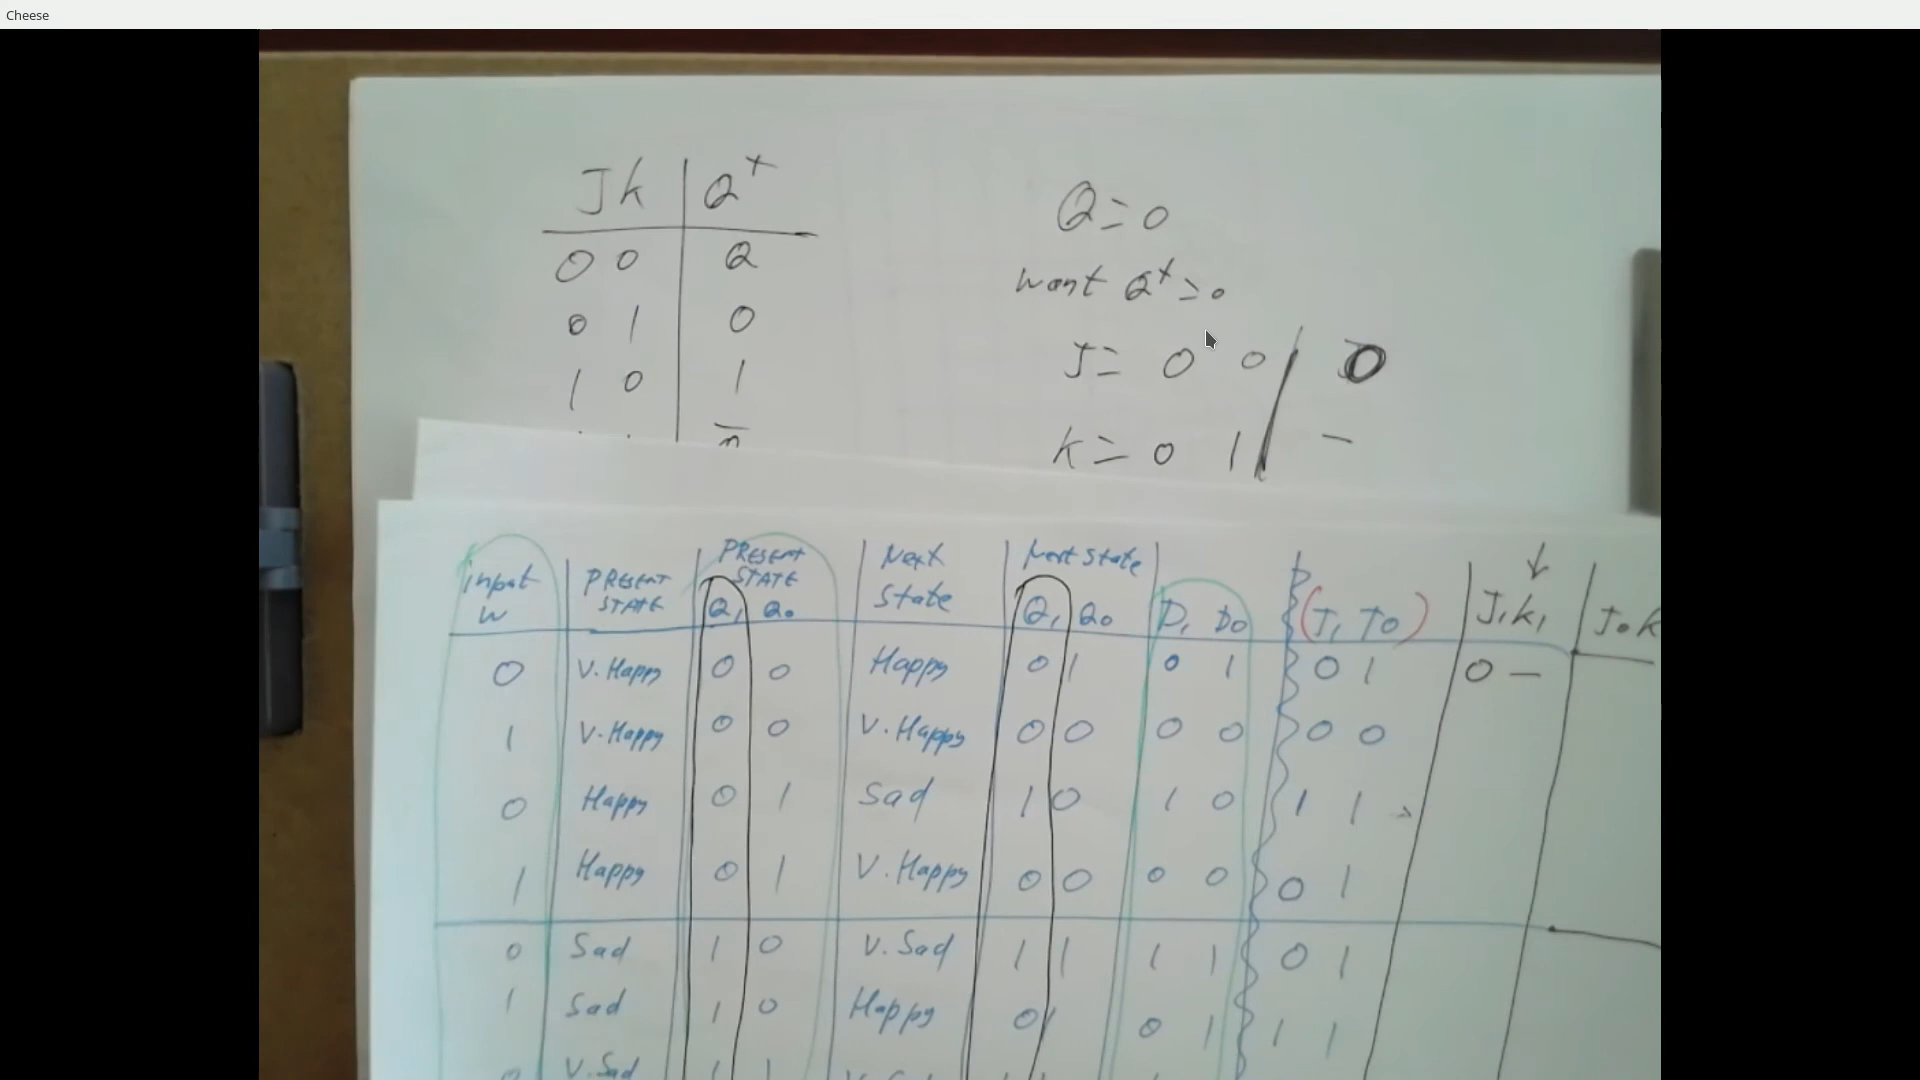 Cheese
J K | Q+
0 0 | Q
0 1 | 0
1 0 | 1
Q = 0
Want Q+ = 0
J = 0 0 / 0
K = 0 1 / –
input W | PRESENT STATE | PRESENT STATE Q1 Q0 | Next State | Next State Q1 Q0 | D1 D0 | (T1 T0) | J1 K1 | J0 K
0 | V. Happy | 0 0 | Happy | 0 1 | 0 1 | 0 1 | 0 –
1 | V. Happy | 0 0 | V. Happy | 0 0 | 0 0 | 0 0
0 | Happy | 0 1 | Sad | 1 0 | 1 0 | 1 1
1 | Happy | 0 1 | V. Happy | 0 0 | 0 0 | 0 1
0 | Sad | 1 0 | V. Sad | 1 1 | 1 1 | 0 1
1 | Sad | 1 0 | Happy | 0 1 | 0 1 | 1 1
V. Sad